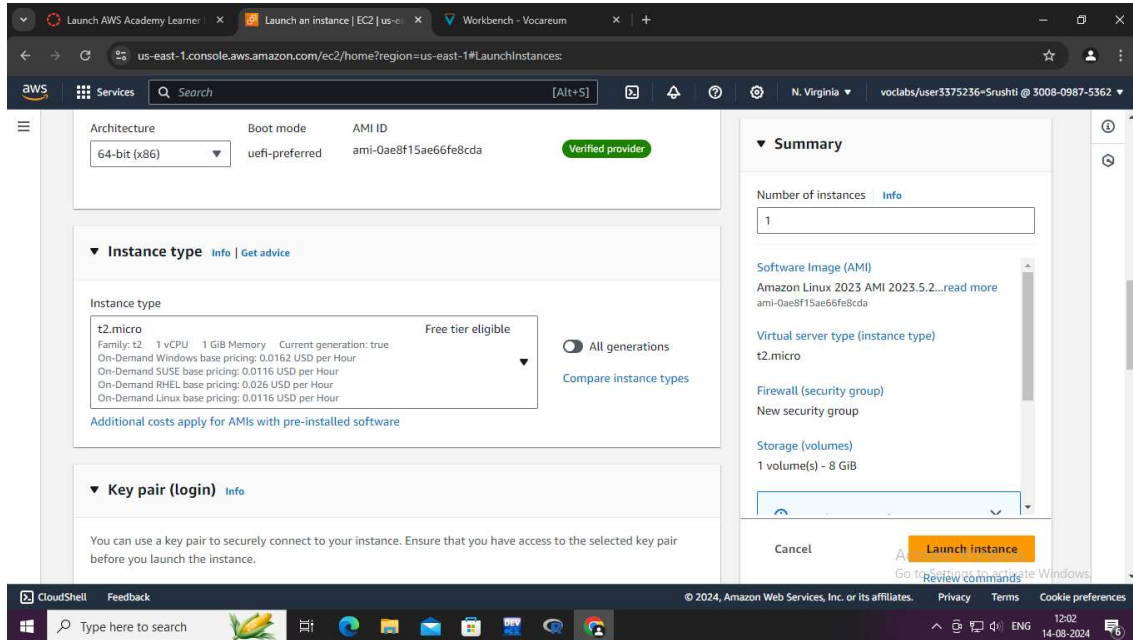 Launch AWS Academy Learner
Launch an instance | EC2 | us-e
Workbench - Vocareum
us-east-1.console.aws.amazon.com/ec2/home?region=us-east-1#LaunchInstances:
aws
Services
Search
[Alt+S]
N. Virginia
voclabs/user3375236=Srushti @ 3008-0987-5362
Architecture
Boot mode
AMI ID
64-bit (x86)
uefi-preferred
ami-0ae8f15ae66fe8cda
Verified provider
Instance type Info | Get advice
Instance type
t2.micro
Free tier eligible
Family: t2 1 vCPU 1 GiB Memory Current generation: true
On-Demand Windows base pricing: 0.0162 USD per Hour
On-Demand SUSE base pricing: 0.0116 USD per Hour
On-Demand RHEL base pricing: 0.026 USD per Hour
On-Demand Linux base pricing: 0.0116 USD per Hour
All generations
Compare instance types
Additional costs apply for AMIs with pre-installed software
Key pair (login) Info
You can use a key pair to securely connect to your instance. Ensure that you have access to the selected key pair
before you launch the instance.
Summary
Number of instances Info
1
Software Image (AMI)
Amazon Linux 2023 AMI 2023.5.2...read more
ami-0ae8f15ae66fe8cda
Virtual server type (instance type)
t2.micro
Firewall (security group)
New security group
Storage (volumes)
1 volume(s) - 8 GiB
Cancel
Launch instance
Go to Settings to activate Windows.
Review commands
CloudShell
Feedback
© 2024, Amazon Web Services, Inc. or its affiliates.
Privacy
Terms
Cookie preferences
Type here to search
DEV
ENG
12:02
14-08-2024
6